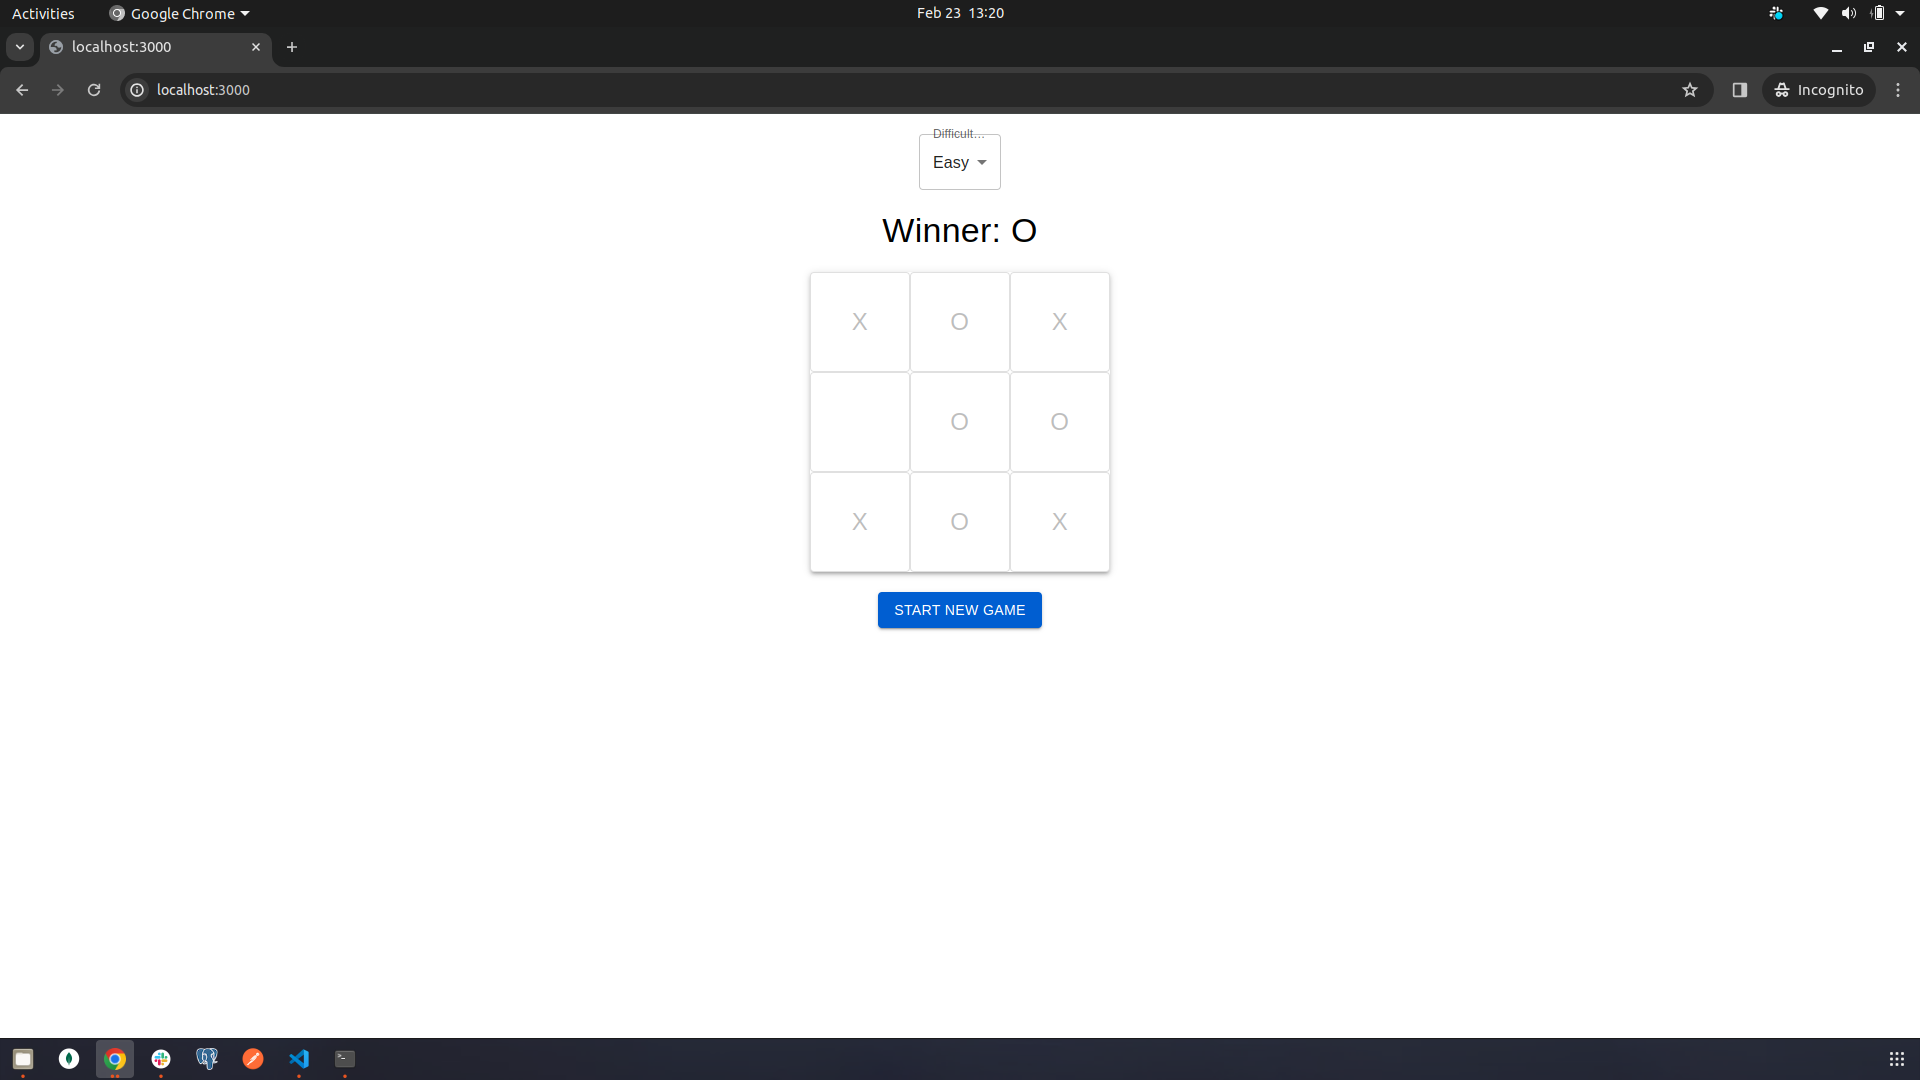 Activities
Google Chrome
Feb 23 13:20
localhost:3000
localhost:3000
Incognito
Difficult...
Easy
Winner: O
X O X
O O
X O X
START NEW GAME